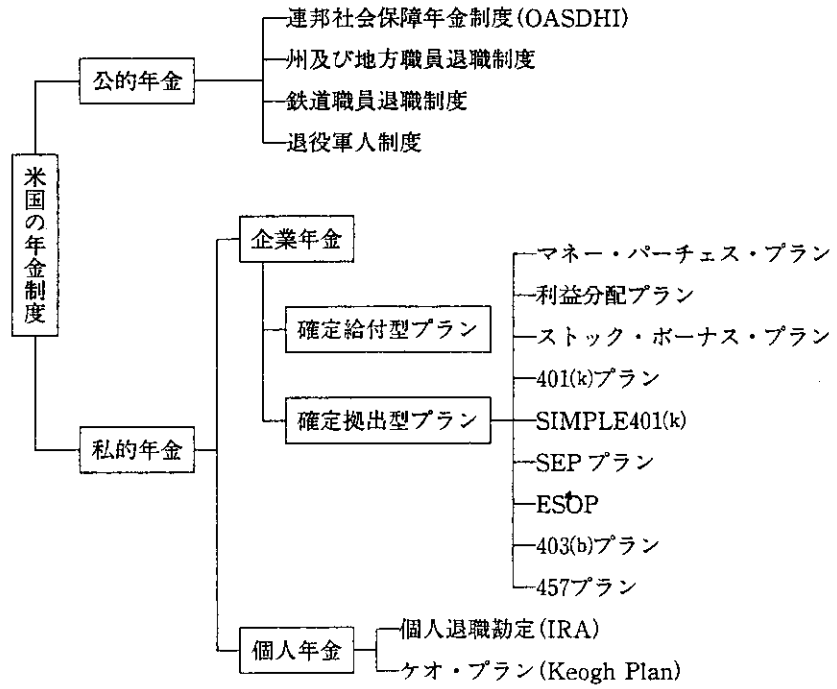 連邦社会保障年金制度(OASDHI)
公的年金
州及び地方職員退職制度
鉄道職員退職制度
退役軍人制度
米国の年金制度
企業年金
マネー・パーチェス・プラン
利益分配プラン
確定給付型プラン
ストック・ボーナス・プラン
401(k)プラン
確定拠出型プラン
SIMPLE401(k)
私的年金
SEPプラン
ESOP
403(b)プラン
457プラン
個人年金
個人退職勘定(IRA)
ケオ・プラン(Keogh Plan)